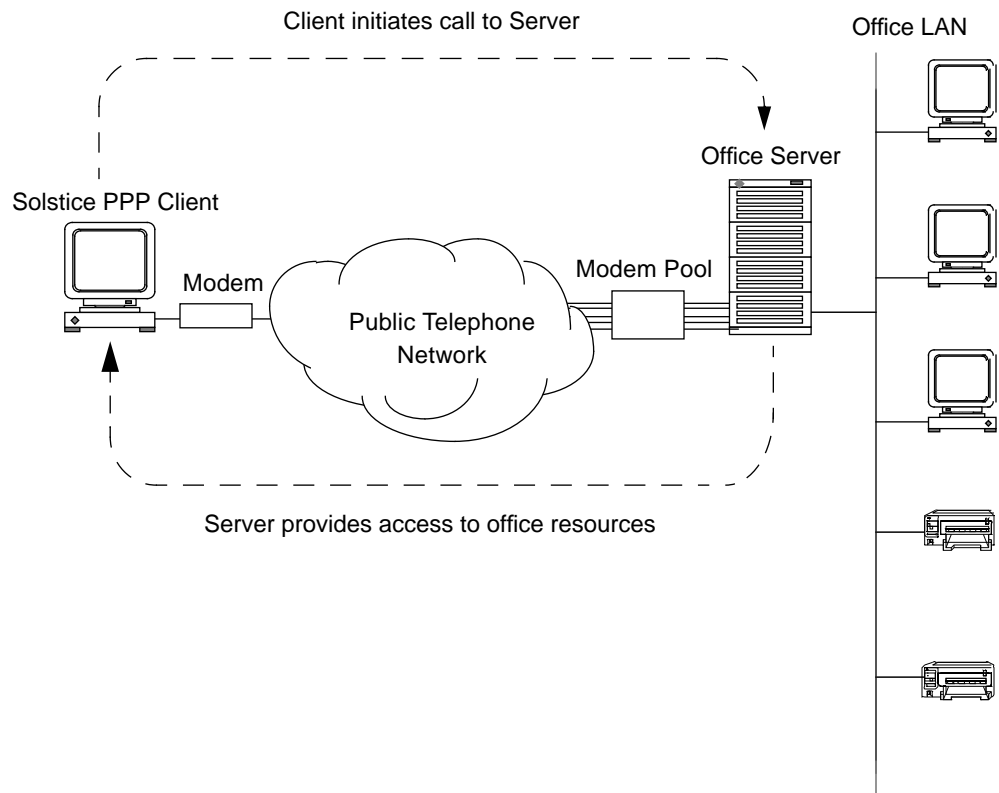 Client initiates call to Server
Office LAN
Office Server
Solstice PPP Client
Modem
Modem Pool
Public Telephone
Network
Server provides access to office resources